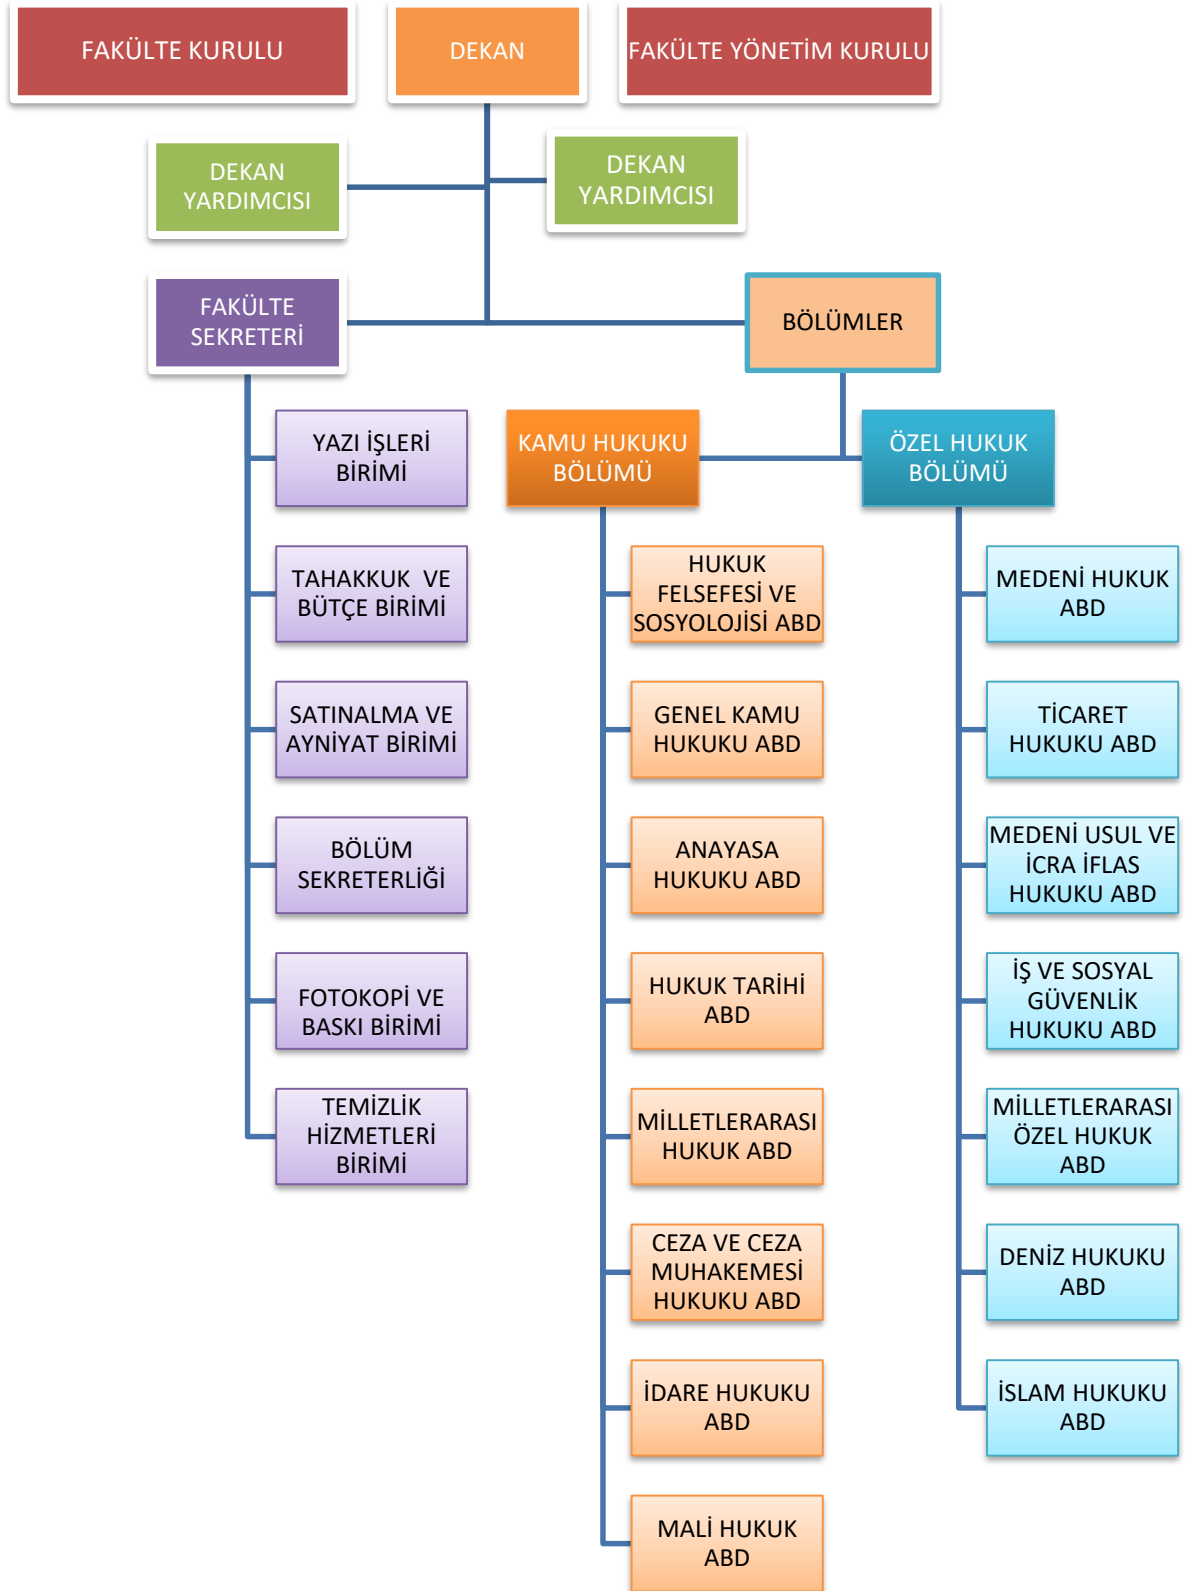 FAKÜLTE KURULU
DEKAN
FAKÜLTE YÖNETİM KURULU
DEKAN
YARDIMCISI
DEKAN
YARDIMCISI
FAKÜLTE
SEKRETERİ
BÖLÜMLER
YAZI İŞLERİ
BİRİMİ
TAHAKKUK VE
BÜTÇE BİRİMİ
SATINALMA VE
AYNİYAT BİRİMİ
BÖLÜM
SEKRETERLİĞİ
FOTOKOPİ VE
BASKI BİRİMİ
TEMİZLİK
HİZMETLERİ
BİRİMİ
KAMU HUKUKU
BÖLÜMÜ
HUKUK
FELSEFESİ VE
SOSYOLOJİSİ ABD
GENEL KAMU
HUKUKU ABD
ANAYASA
HUKUKU ABD
HUKUK TARİHİ
ABD
MİLLETLERARASI
HUKUK ABD
CEZA VE CEZA
MUHAKEMESİ
HUKUKU ABD
İDARE HUKUKU
ABD
MALİ HUKUK
ABD
ÖZEL HUKUK
BÖLÜMÜ
MEDENİ HUKUK
ABD
TİCARET
HUKUKU ABD
MEDENİ USUL VE
İCRA İFLAS
HUKUKU ABD
İŞ VE SOSYAL
GÜVENLİK
HUKUKU ABD
MİLLETLERARASI
ÖZEL HUKUK
ABD
DENİZ HUKUKU
ABD
İSLAM HUKUKU
ABD